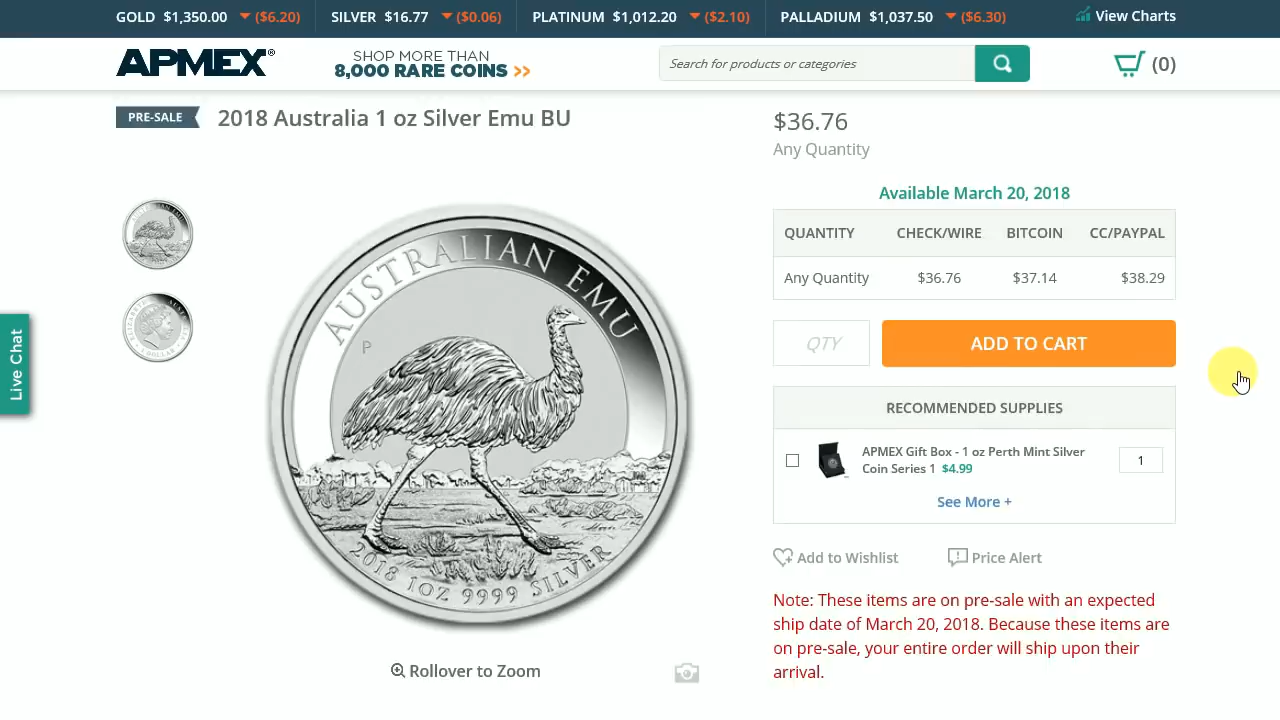 GOLD $1,350.00 ($6.20) SILVER $16.77 ($0.06) PLATINUM $1,012.20 ($2.10) PALLADIUM $1,037.50 ($6.30) View Charts
APMEX®
SHOP MORE THAN
8,000 RARE COINS >>
Search for products or categories
(0)
PRE-SALE
2018 Australia 1 oz Silver Emu BU
$36.76
Any Quantity
Available March 20, 2018
QUANTITY CHECK/WIRE BITCOIN CC/PAYPAL
Any Quantity $36.76 $37.14 $38.29
QTY
ADD TO CART
RECOMMENDED SUPPLIES
APMEX Gift Box - 1 oz Perth Mint Silver
Coin Series 1 $4.99
1
See More +
Add to Wishlist
Price Alert
Note: These items are on pre-sale with an expected
ship date of March 20, 2018. Because these items are
on pre-sale, your entire order will ship upon their
arrival.
AUSTRALIAN EMU
P
2018 1OZ 9999 SILVER
Rollover to Zoom
Live Chat